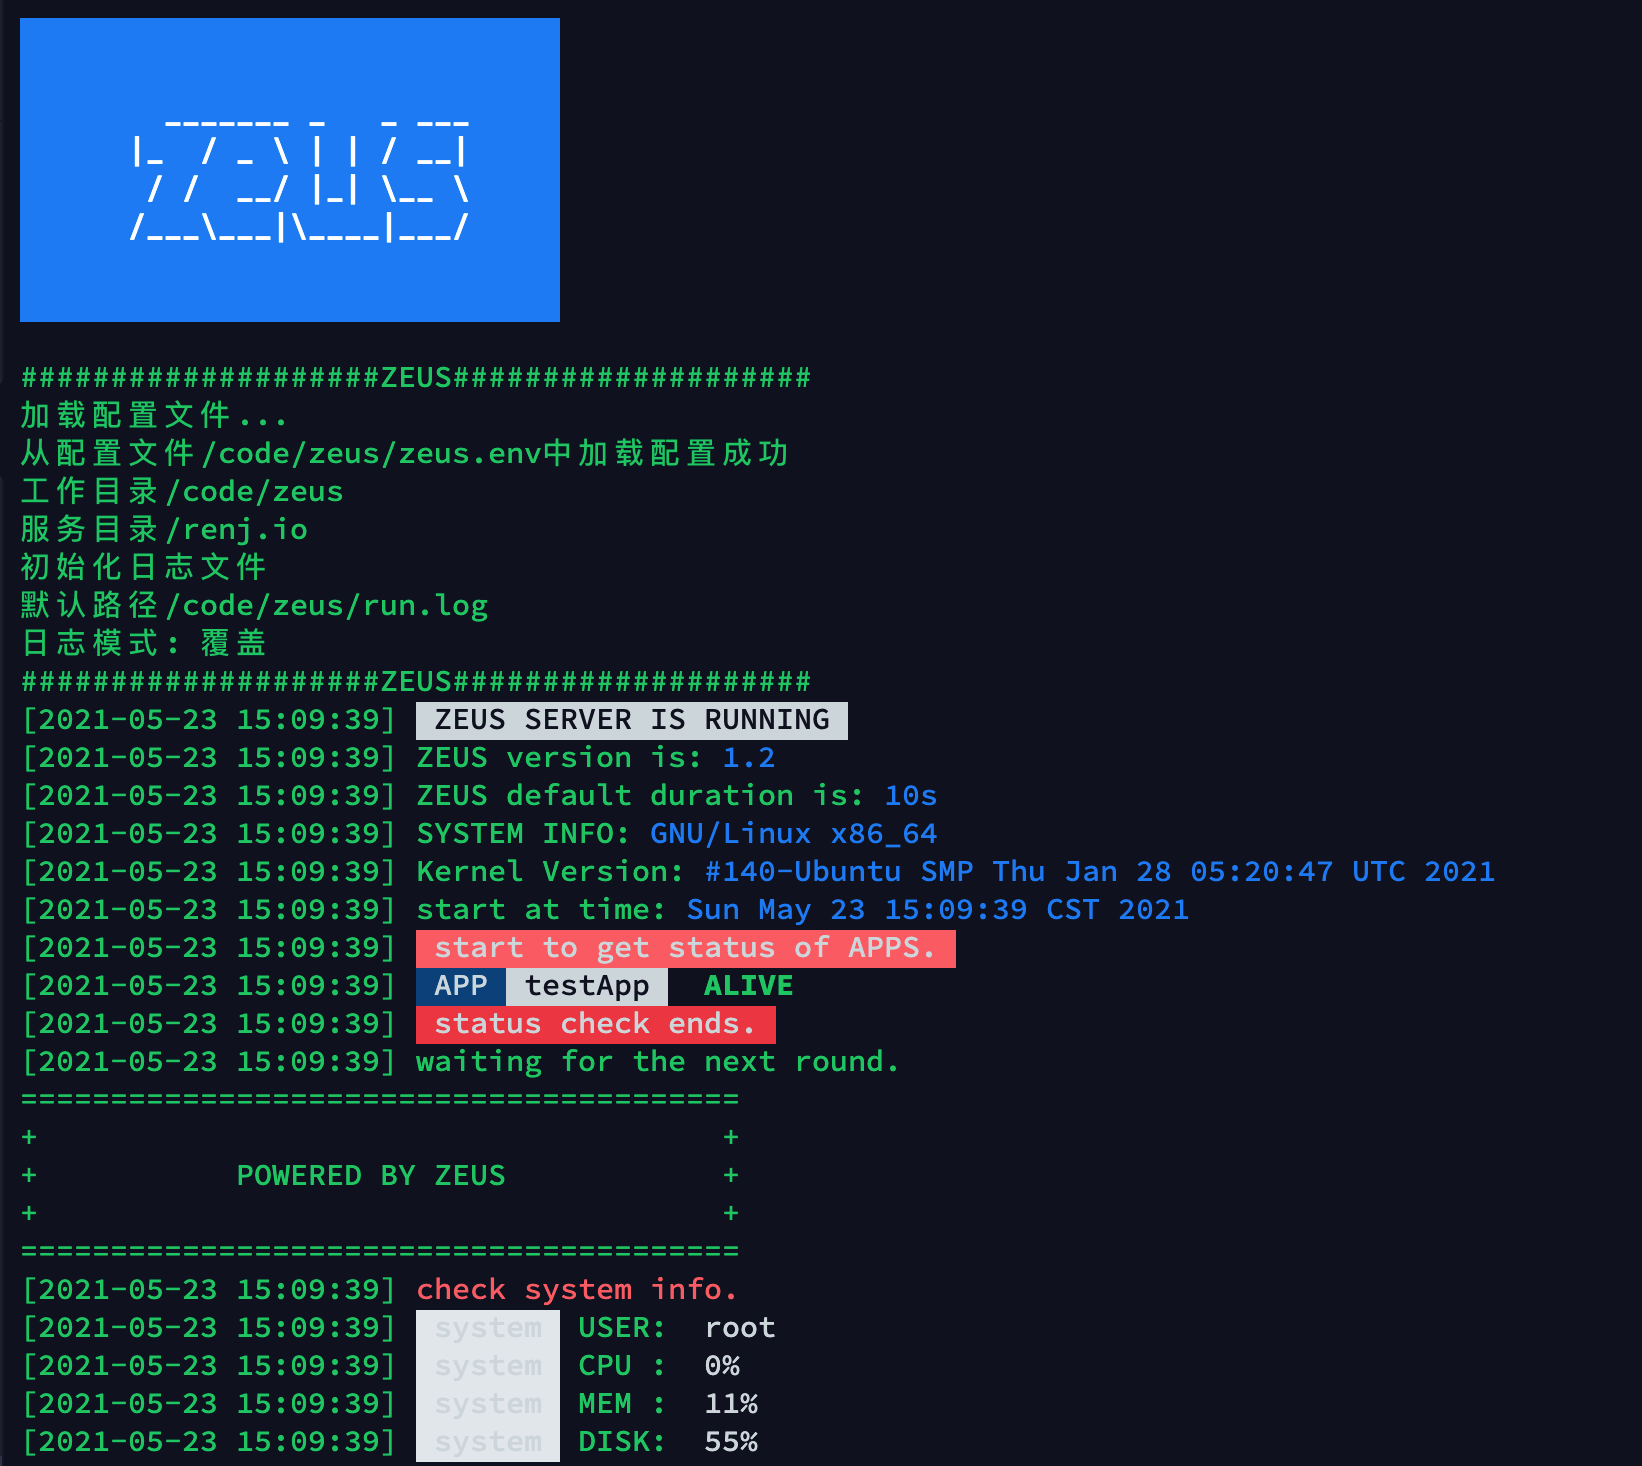 _______ _   _ ___
|_  / _ \ | | / __|
 / /  __/ |_| \__ \
/___\___|\____|___/
####################ZEUS####################
加载配置文件...
从配置文件/code/zeus/zeus.env中加载配置成功
工作目录/code/zeus
服务目录/renj.io
初始化日志文件
默认路径/code/zeus/run.log
日志模式: 覆盖
####################ZEUS####################
[2021-05-23 15:09:39]  ZEUS SERVER IS RUNNING
[2021-05-23 15:09:39] ZEUS version is: 1.2
[2021-05-23 15:09:39] ZEUS default duration is: 10s
[2021-05-23 15:09:39] SYSTEM INFO: GNU/Linux x86_64
[2021-05-23 15:09:39] Kernel Version: #140-Ubuntu SMP Thu Jan 28 05:20:47 UTC 2021
[2021-05-23 15:09:39] start at time: Sun May 23 15:09:39 CST 2021
[2021-05-23 15:09:39]  start to get status of APPS.
[2021-05-23 15:09:39]  APP  testApp   ALIVE
[2021-05-23 15:09:39]  status check ends.
[2021-05-23 15:09:39] waiting for the next round.
========================================
+                                      +
+           POWERED BY ZEUS            +
+                                      +
========================================
[2021-05-23 15:09:39] check system info.
[2021-05-23 15:09:39]  system  USER:  root
[2021-05-23 15:09:39]  system  CPU :  0%
[2021-05-23 15:09:39]  system  MEM :  11%
[2021-05-23 15:09:39]  system  DISK:  55%